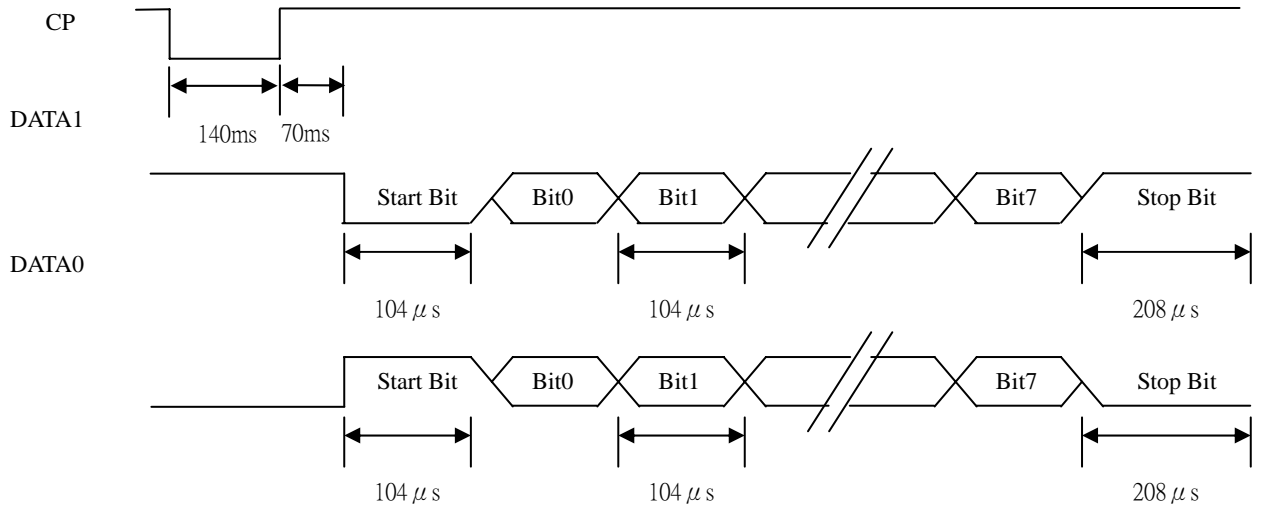 CP
140ms 70ms
DATA1
Start Bit Bit0 Bit1 Bit7 Stop Bit
DATA0
104 μ s 104 μ s 208 μ s
Start Bit Bit0 Bit1 Bit7 Stop Bit
104 μ s 104 μ s 208 μ s